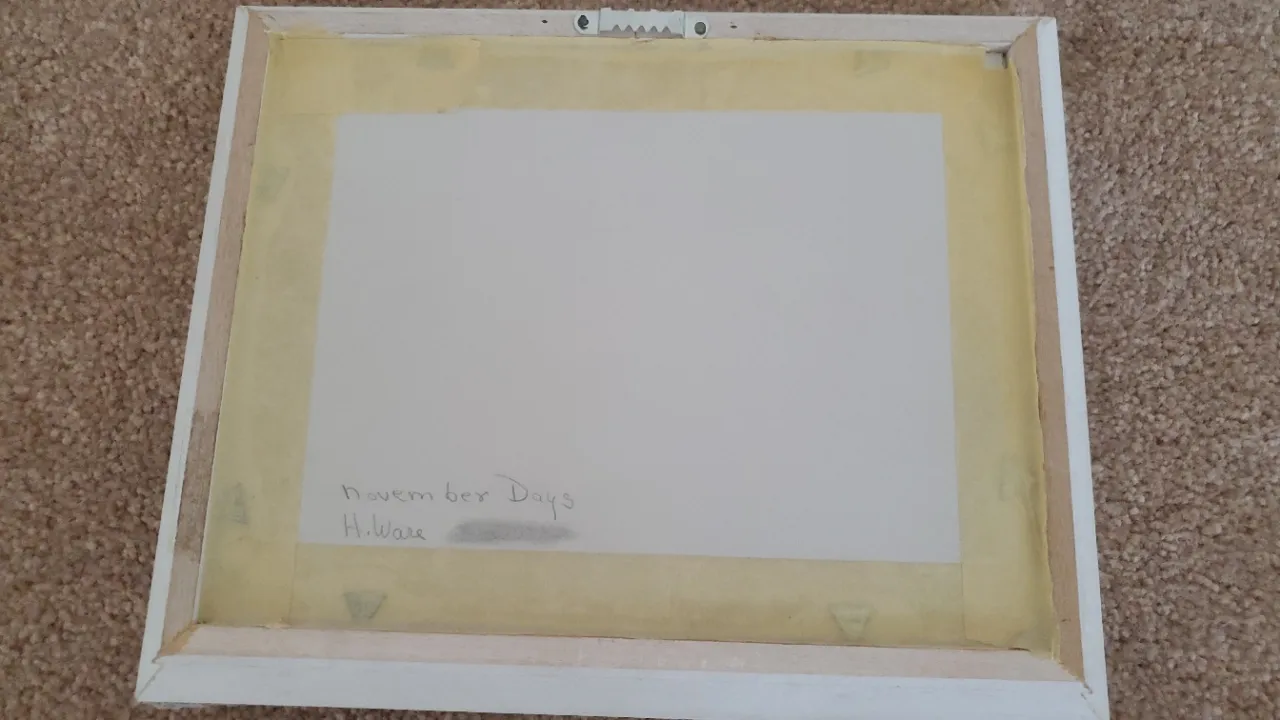 november Days
H. Ware